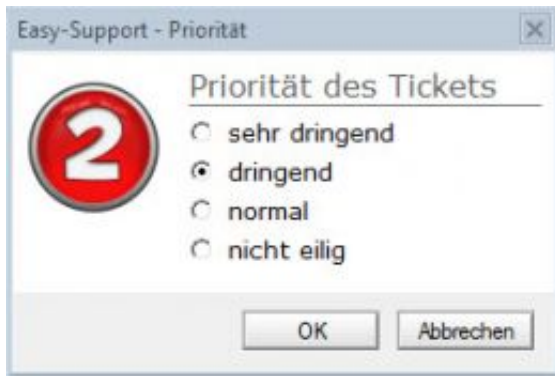 Easy-Support - Priorität
2
Priorität des Tickets
sehr dringend
dringend
normal
nicht eilig
OK
Abbrechen